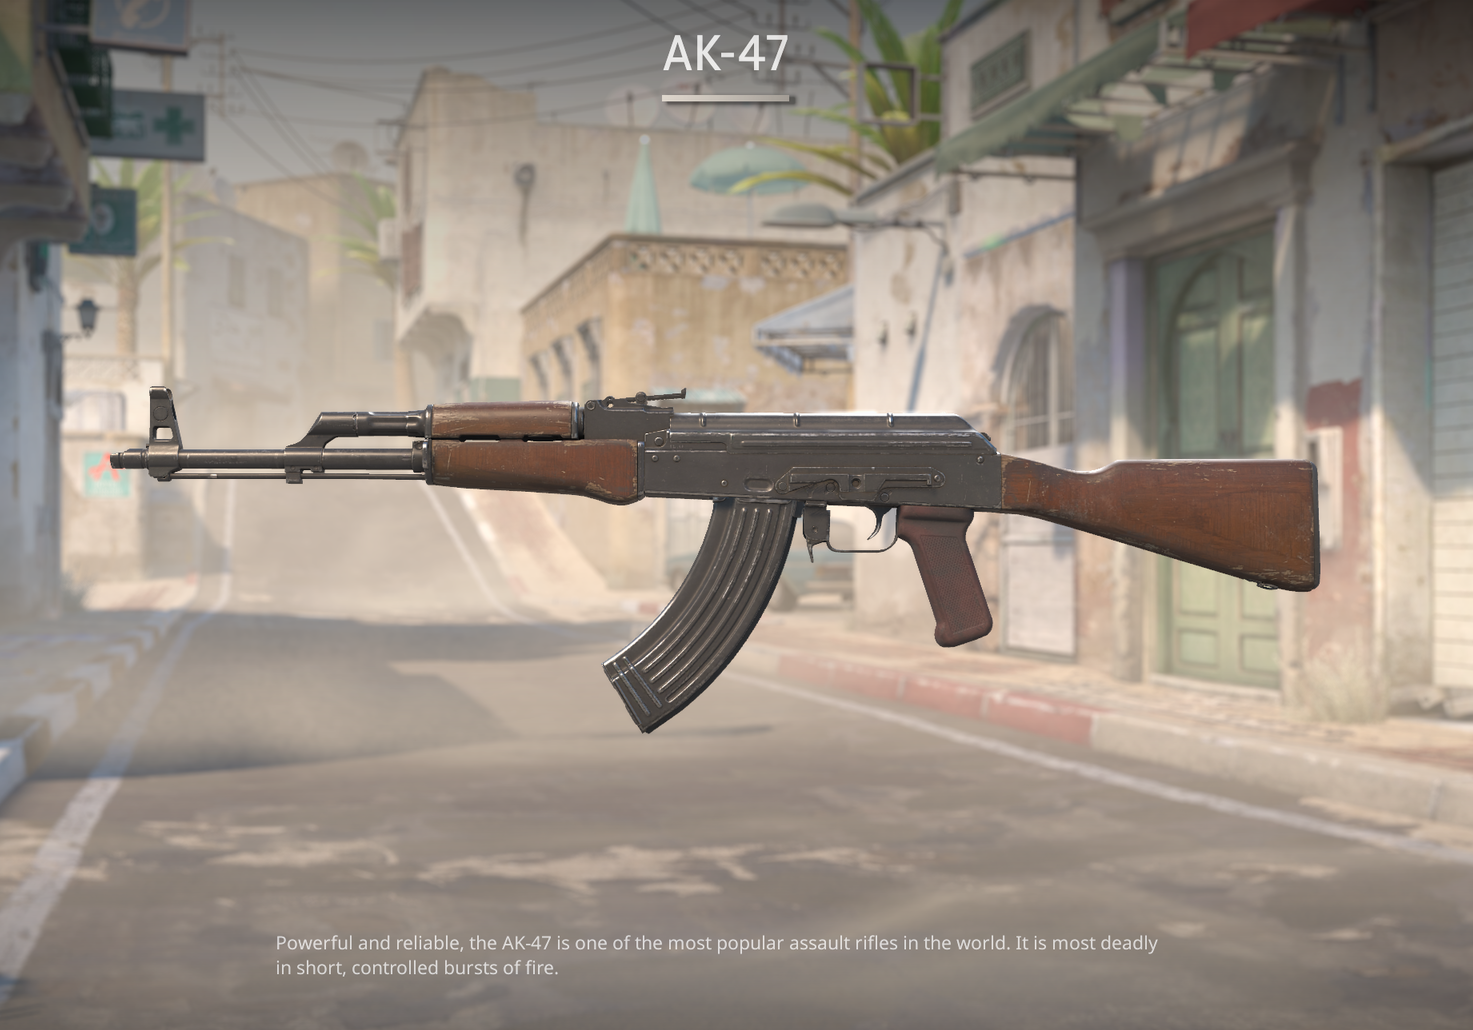 AK-47
Powerful and reliable, the AK-47 is one of the most popular assault rifles in the world. It is most deadly
in short, controlled bursts of fire.